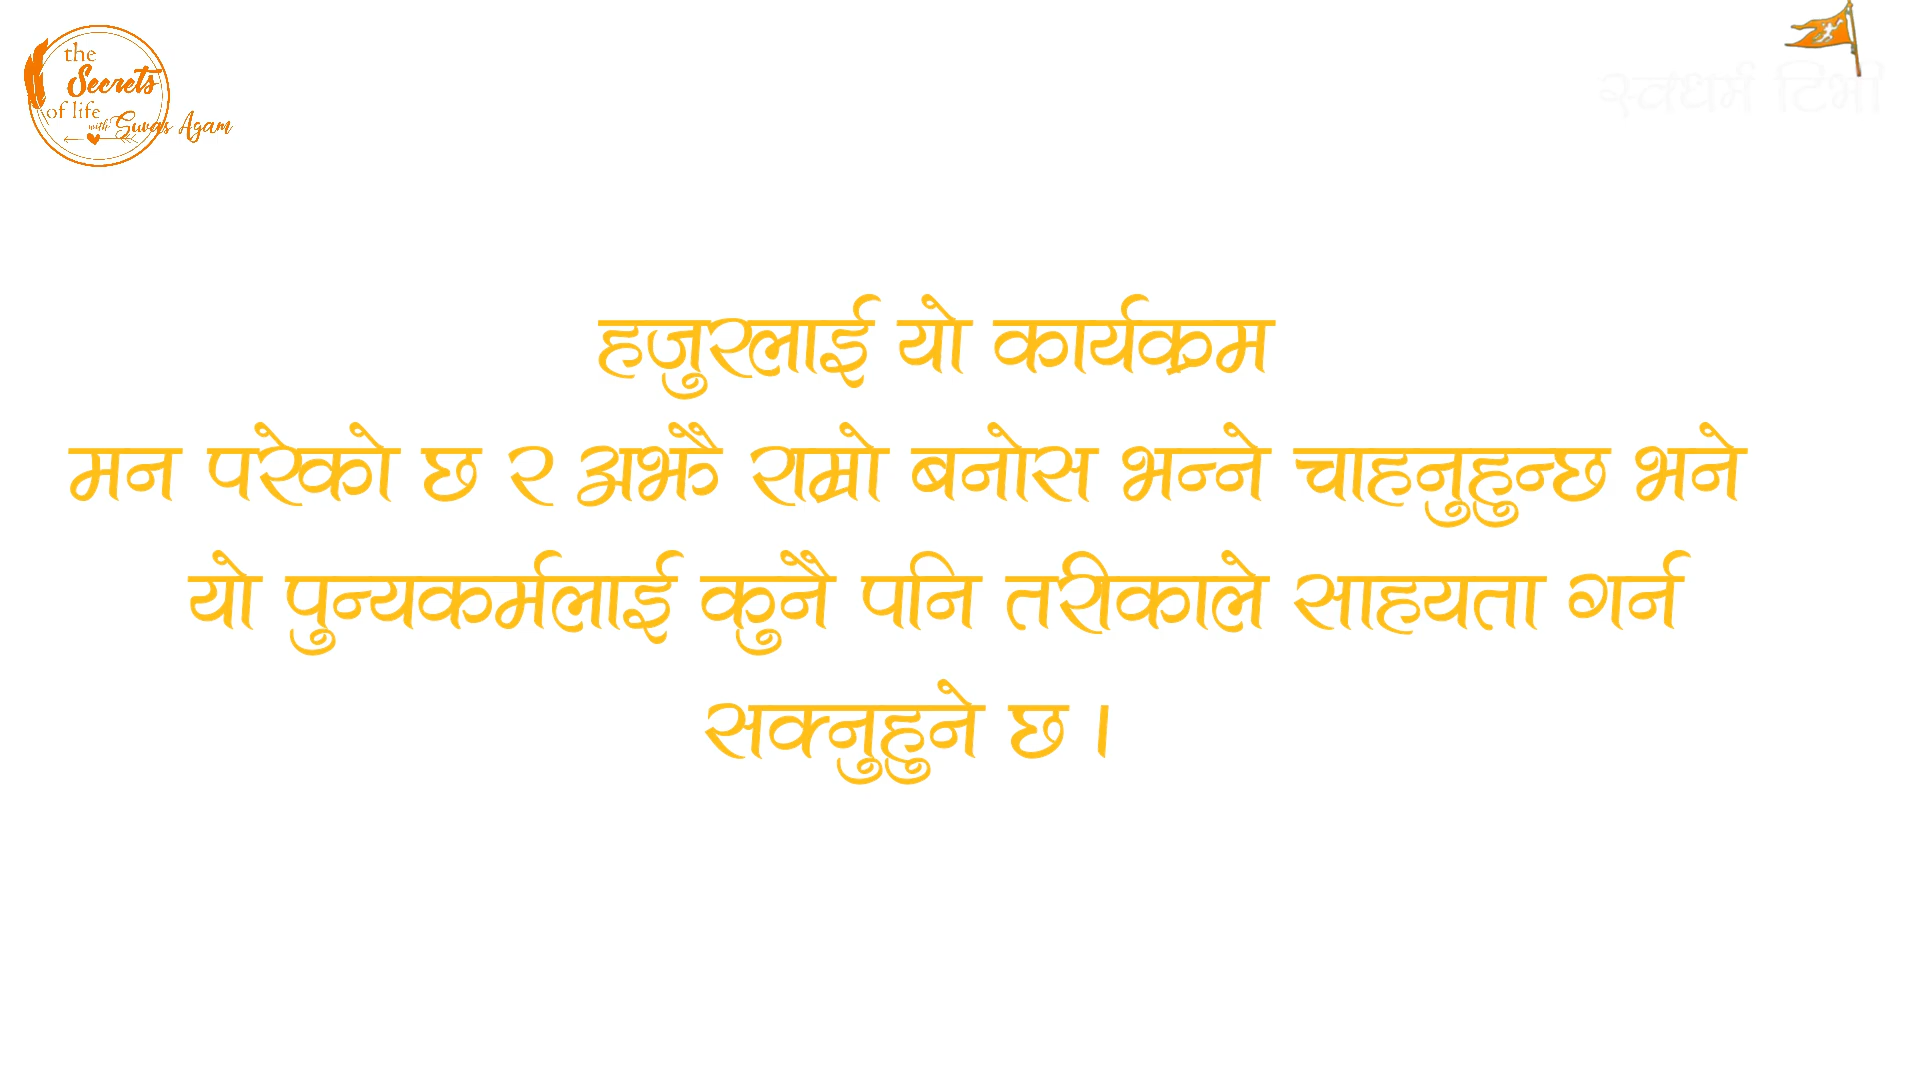 the
Secrets
of life
with Suvas Agam
स्वधर्म टिभी
हजुरलाई यो कार्यक्रम
मन परेको छ र अझै राम्रो बनोस भन्ने चाहनुहुन्छ भने
यो पुन्यकर्मलाई कुनै पनि तरीकाले साहयता गर्न
सक्नुहुने छ ।